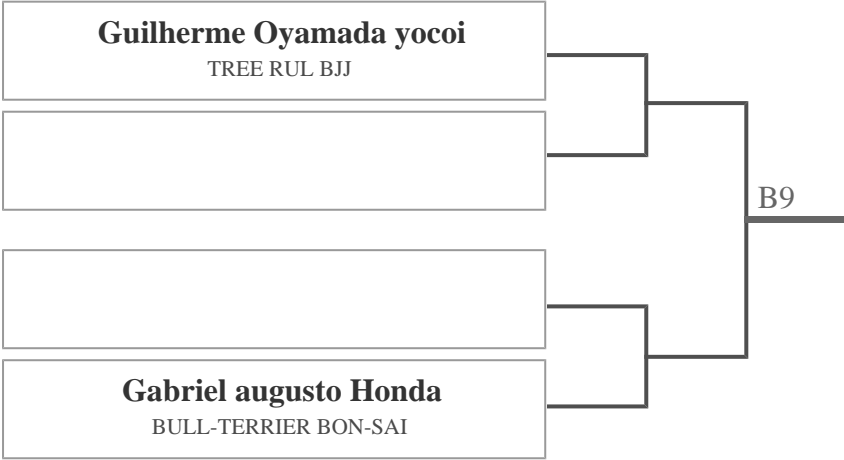 Guilherme Oyamada yocoi
TREE RUL BJJ
B9
Gabriel augusto Honda
BULL-TERRIER BON-SAI